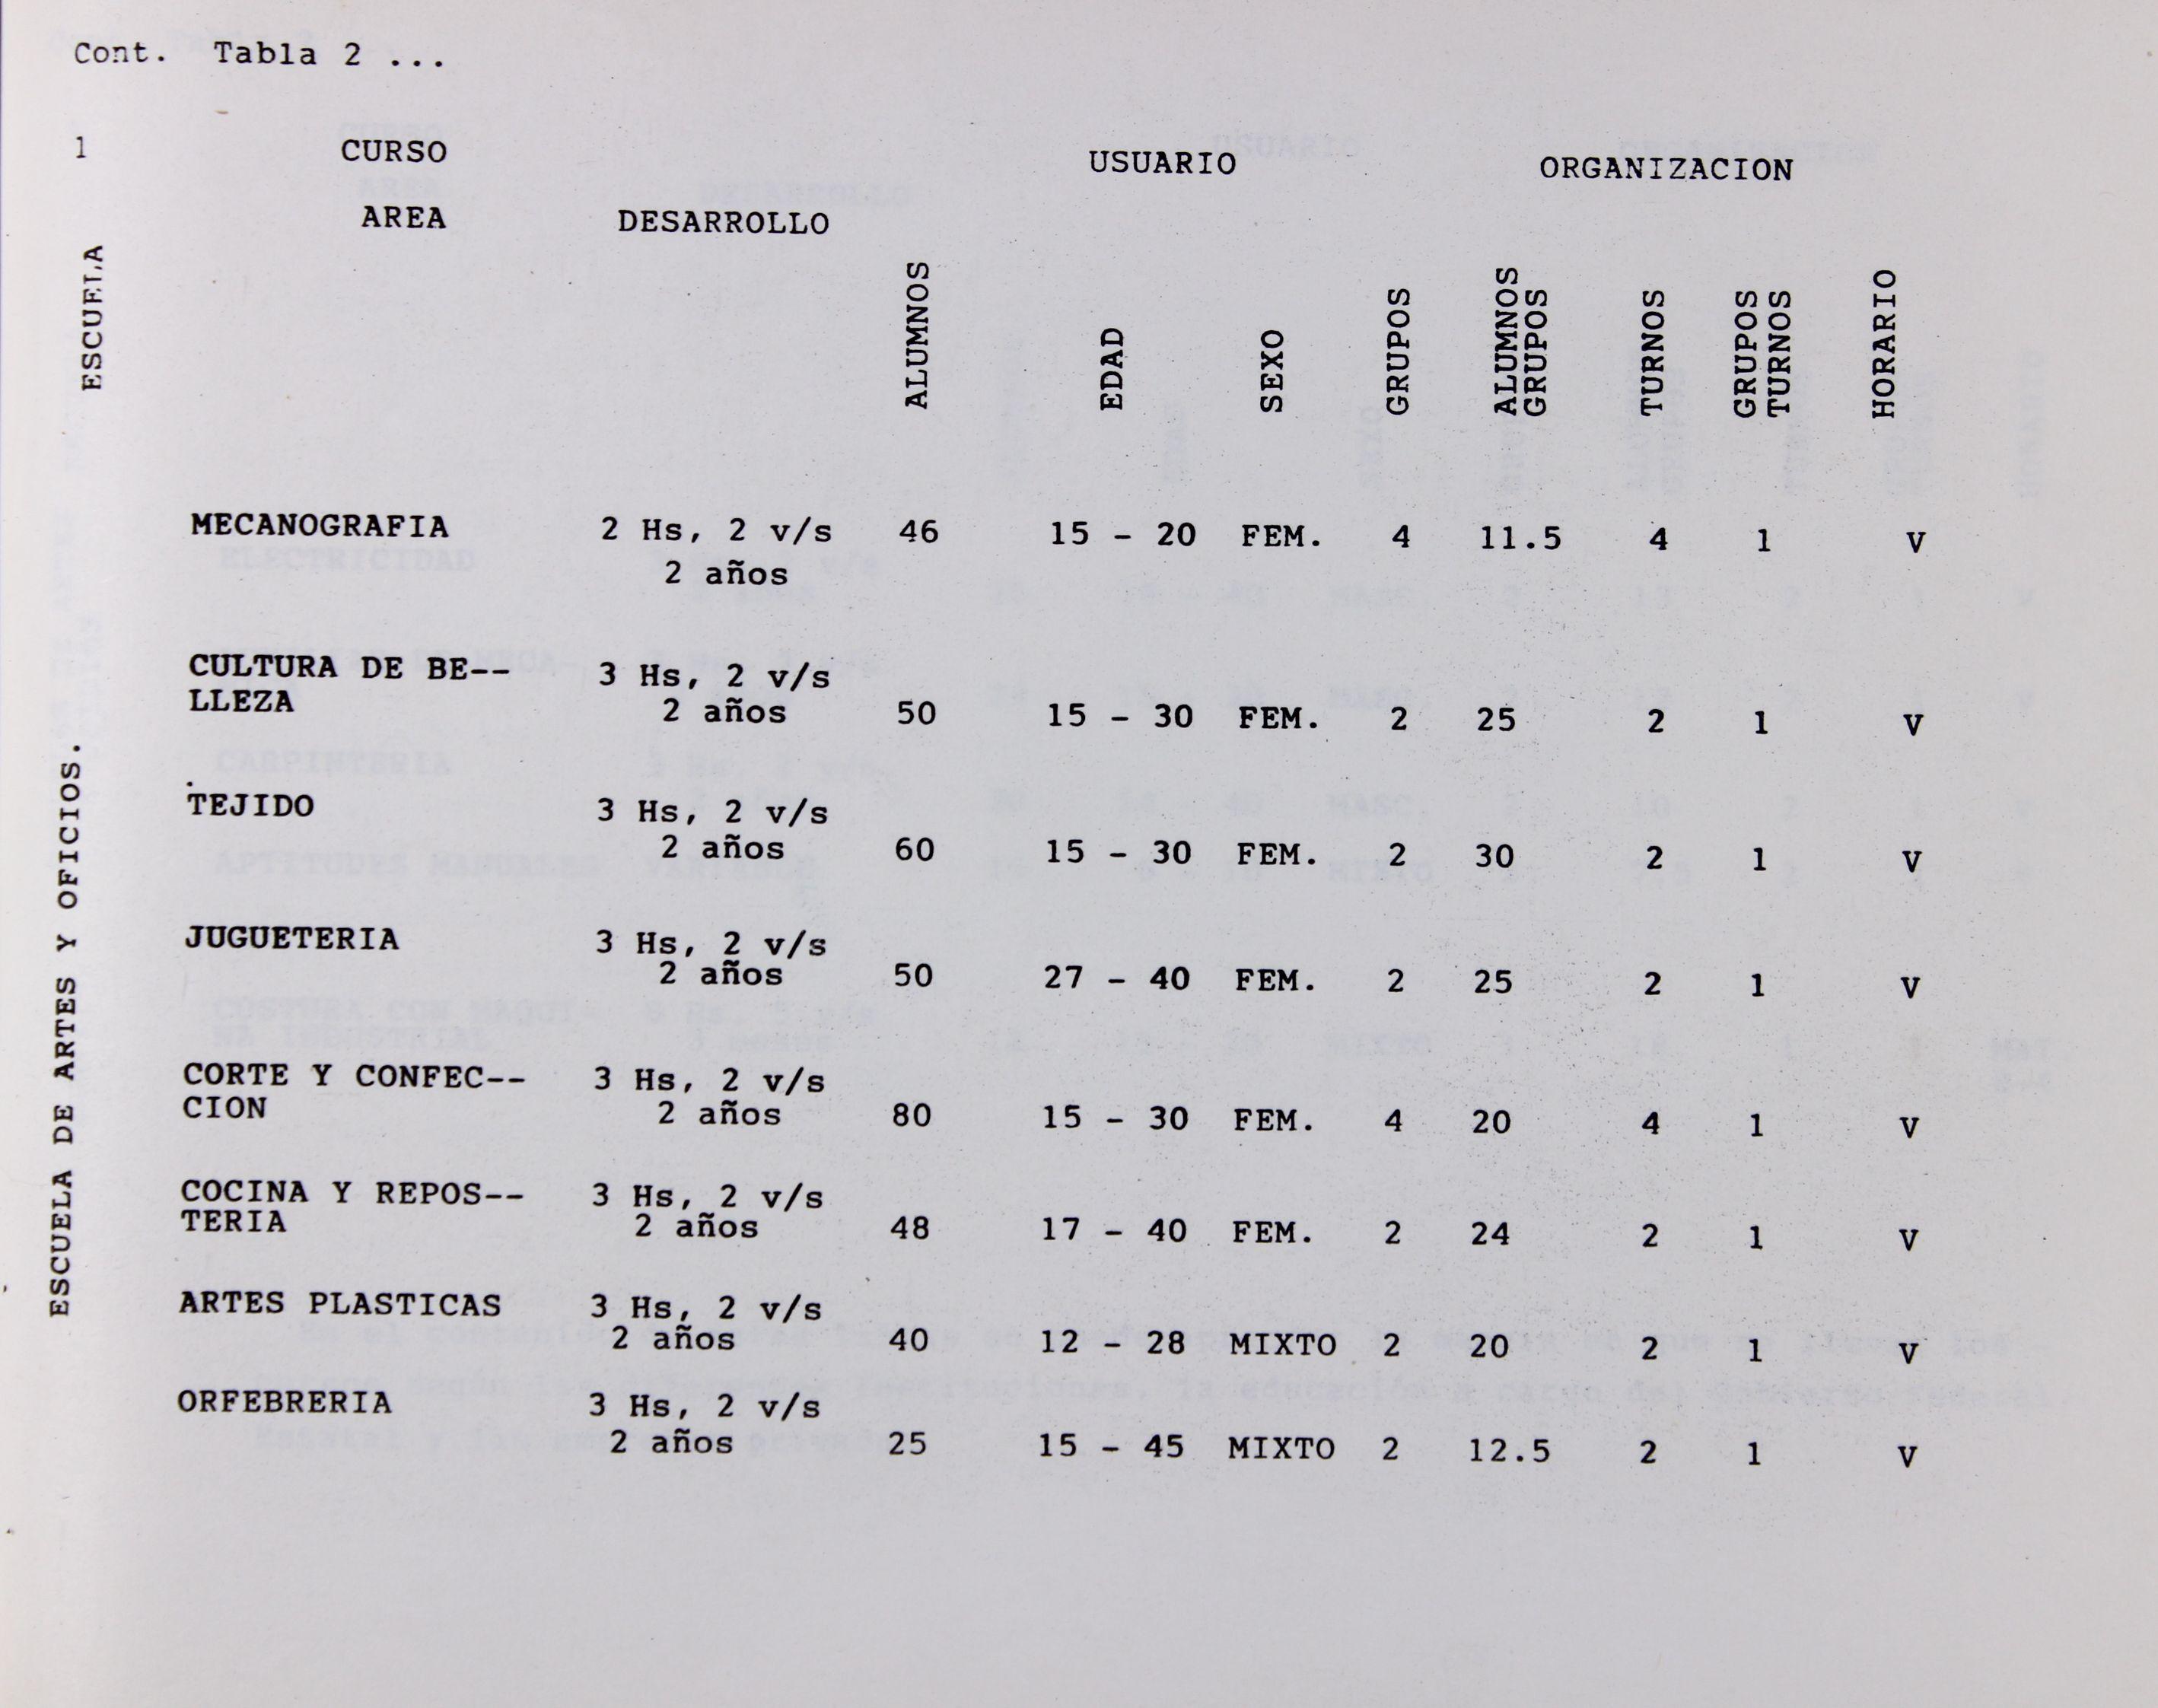 Cont. Tabla 2 ...
1 CURSO USUARIO ORGANIZACION
AREA DESARROLLO
ESCUELA ALUMNOS EDAD SEXO GRUPOS ALUMNOS GRUPOS TURNOS GRUPOS TURNOS HORARIO
ESCUELA DE ARTES Y OFICIOS.
MECANOGRAFIA 2 Hs, 2 v/s 46 15 - 20 FEM. 4 11.5 4 1 V
2 años
CULTURA DE BE-- 3 Hs, 2 v/s
LLEZA 2 años 50 15 - 30 FEM. 2 25 2 1 V
TEJIDO 3 Hs, 2 v/s
2 años 60 15 - 30 FEM. 2 30 2 1 V
JUGUETERIA 3 Hs, 2 v/s
2 años 50 27 - 40 FEM. 2 25 2 1 V
CORTE Y CONFEC-- 3 Hs, 2 v/s
CION 2 años 80 15 - 30 FEM. 4 20 4 1 V
COCINA Y REPOS-- 3 Hs, 2 v/s
TERIA 2 años 48 17 - 40 FEM. 2 24 2 1 V
ARTES PLASTICAS 3 Hs, 2 v/s
2 años 40 12 - 28 MIXTO 2 20 2 1 V
ORFEBRERIA 3 Hs, 2 v/s
2 años 25 15 - 45 MIXTO 2 12.5 2 1 V